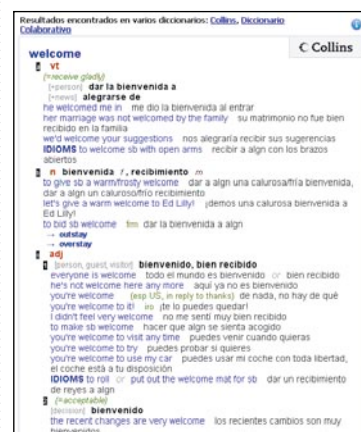 Resultados encontrados en varios diccionarios: Collins, Diccionario
Colaborativo
Collins
welcome
vt
(=receive gladly)
[+person] dar la bienvenida a
[+news] alegrarse de
he welcomed me in me dio la bienvenida al entrar
her marriage was not welcomed by the family su matrimonio no fue bien
recibido en la familia
we'd welcome your suggestions nos alegraría recibir sus sugerencias
IDIOMS to welcome sb with open arms recibir a algn con los brazos
abiertos
n bienvenida f, recibimiento m
to give sb a warm/frosty welcome dar a algn una calurosa/fría bienvenida,
dar a algn un caluroso/frío recibimiento
let's give a warm welcome to Ed Lilly! ¡demos una calurosa bienvenida a
Ed Lilly!
to bid sb welcome frm dar la bienvenida a algn
→ outstay
→ overstay
adj
1 [person, guest, visitor] bienvenido, bien recibido
everyone is welcome todo el mundo es bienvenido or bien recibido
he's not welcome here any more aquí ya no es bienvenido
you're welcome (esp US, in reply to thanks) de nada, no hay de qué
you're welcome to it! iro ¡te lo puedes quedar!
I didn't feel very welcome no me sentí muy bien recibido
to make sb welcome hacer que algn se sienta acogido
you're welcome to visit any time puedes venir cuando quieras
you're welcome to try puedes probar si quieres
you're welcome to use my car puedes usar mi coche con toda libertad,
el coche está a tu disposición
IDIOMS to roll or put out the welcome mat for sb dar un recibimiento
de reyes a algn
2 (=acceptable)
[decision] bienvenido
the recent changes are very welcome los recientes cambios son muy
bienvenidos